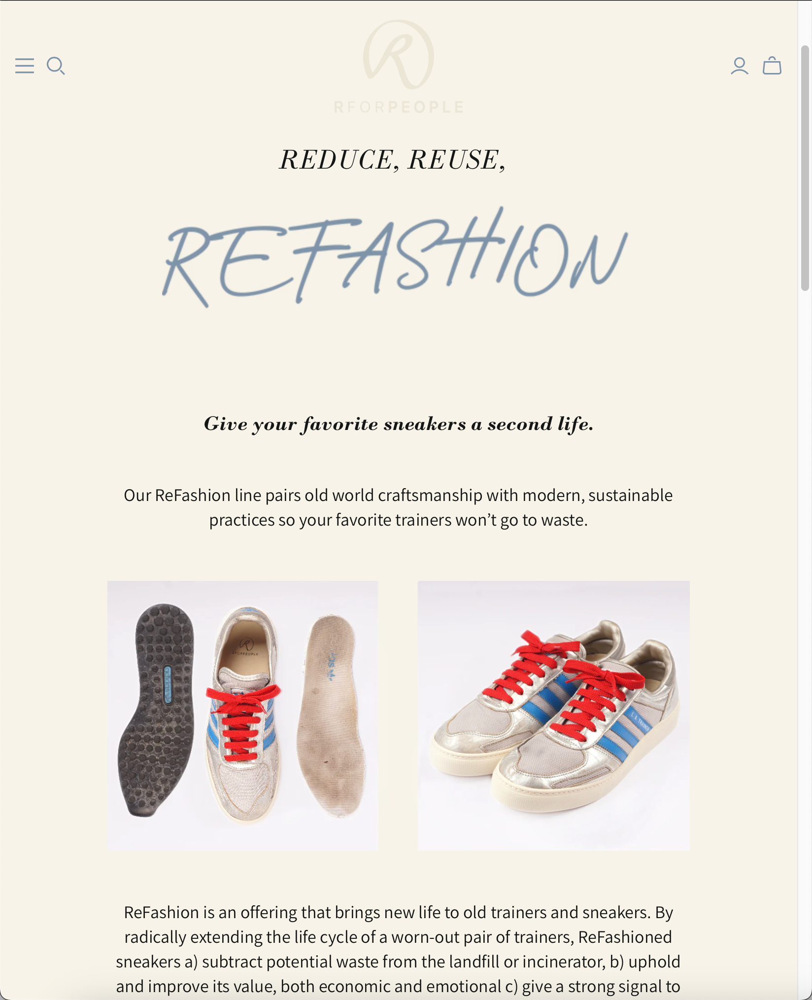 RFORPEOPLE
REDUCE, REUSE,
REFASHION
Give your favorite sneakers a second life.
Our ReFashion line pairs old world craftsmanship with modern, sustainable
practices so your favorite trainers won’t go to waste.
RFORPEOPLE
L.A. TRAINER
ReFashion is an offering that brings new life to old trainers and sneakers. By
radically extending the life cycle of a worn-out pair of trainers, ReFashioned
sneakers a) subtract potential waste from the landfill or incinerator, b) uphold
and improve its value, both economic and emotional c) give a strong signal to